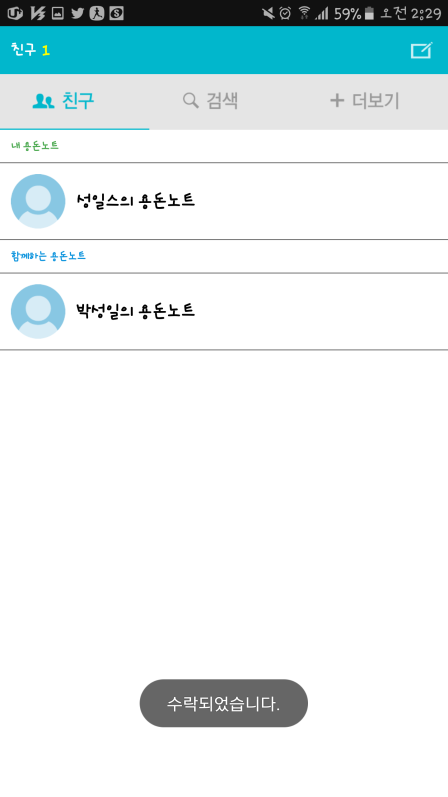 59% 오전 2:29
친구 1
친구 검색 + 더보기
내 용돈노트
성일스의 용돈노트
함께하는 용돈노트
박성일의 용돈노트
수락되었습니다.